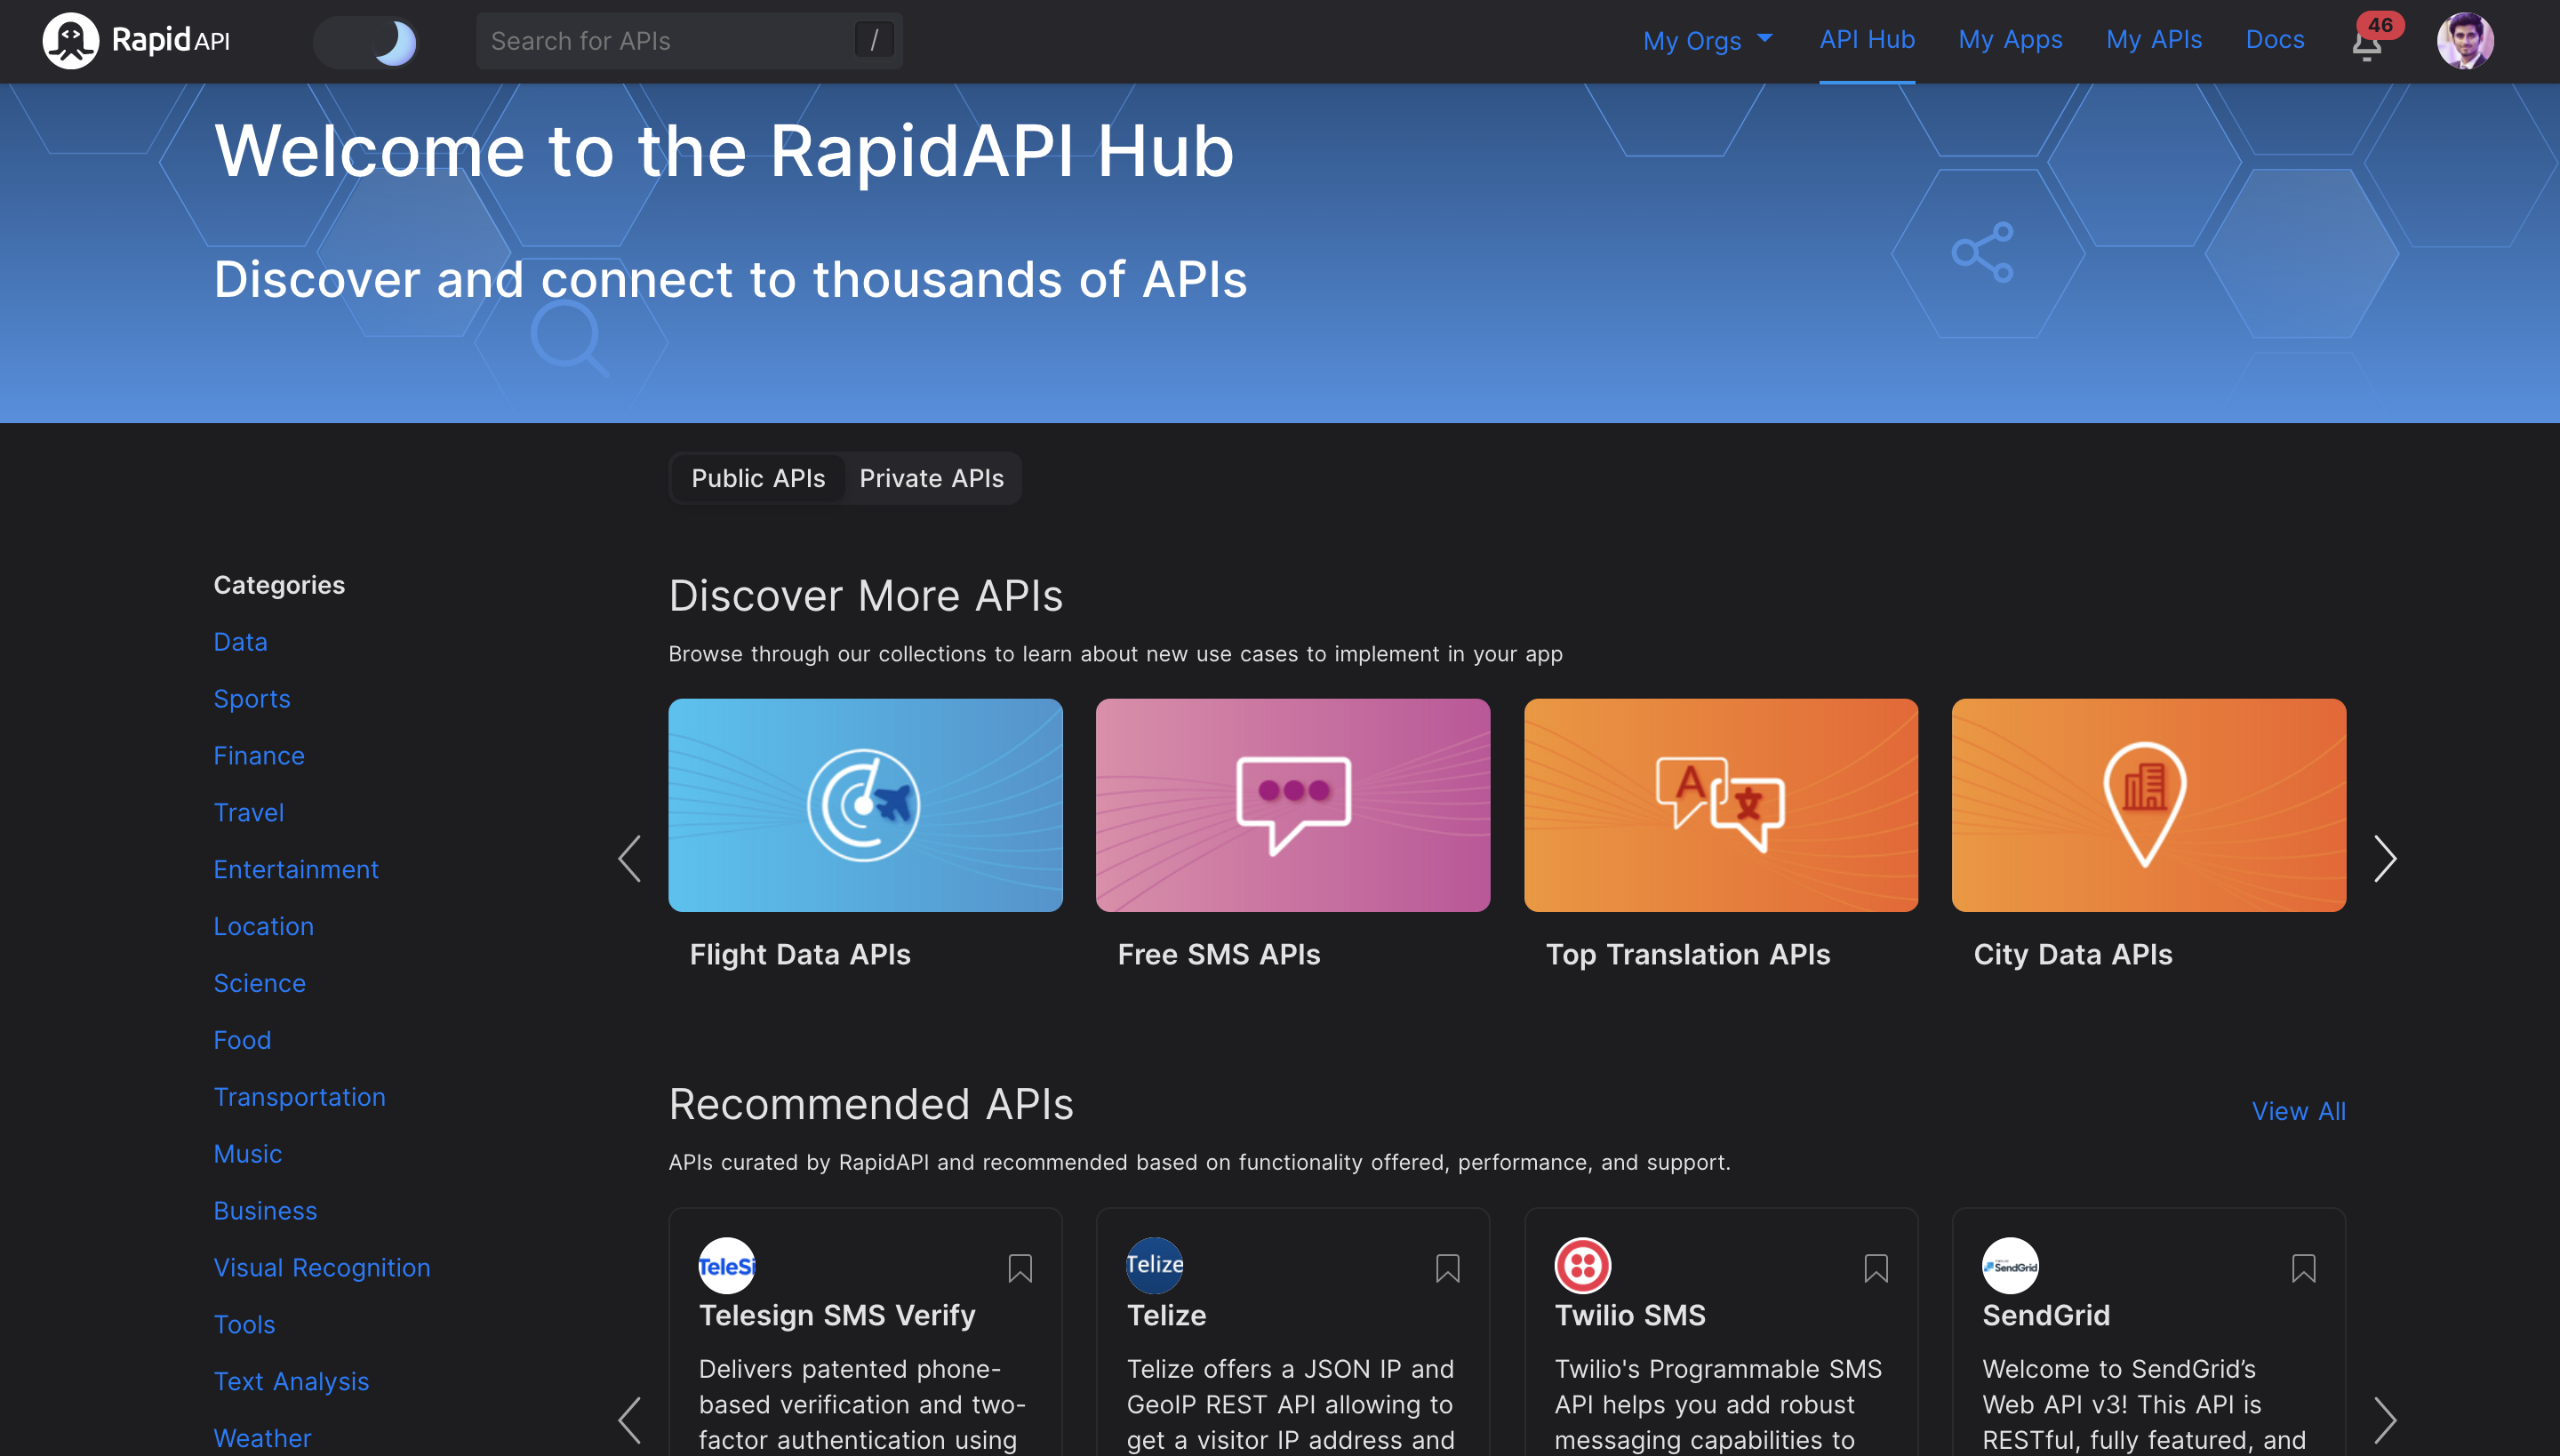 RapidAPI
Search for APIs
/
My Orgs
API Hub
My Apps
My APIs
Docs
46
Welcome to the RapidAPI Hub
Discover and connect to thousands of APIs
Public APIs
Private APIs
Categories
Data
Sports
Finance
Travel
Entertainment
Location
Science
Food
Transportation
Music
Business
Visual Recognition
Tools
Text Analysis
Weather
Discover More APIs
Browse through our collections to learn about new use cases to implement in your app
A 文
Flight Data APIs
Free SMS APIs
Top Translation APIs
City Data APIs
Recommended APIs
View All
APIs curated by RapidAPI and recommended based on functionality offered, performance, and support.
TeleSi
Telesign SMS Verify
Delivers patented phone-
based verification and two-
factor authentication using
Telize
Telize
Telize offers a JSON IP and
GeoIP REST API allowing to
get a visitor IP address and
Twilio SMS
Twilio's Programmable SMS
API helps you add robust
messaging capabilities to
SendGrid
SendGrid
Welcome to SendGrid’s
Web API v3! This API is
RESTful, fully featured, and